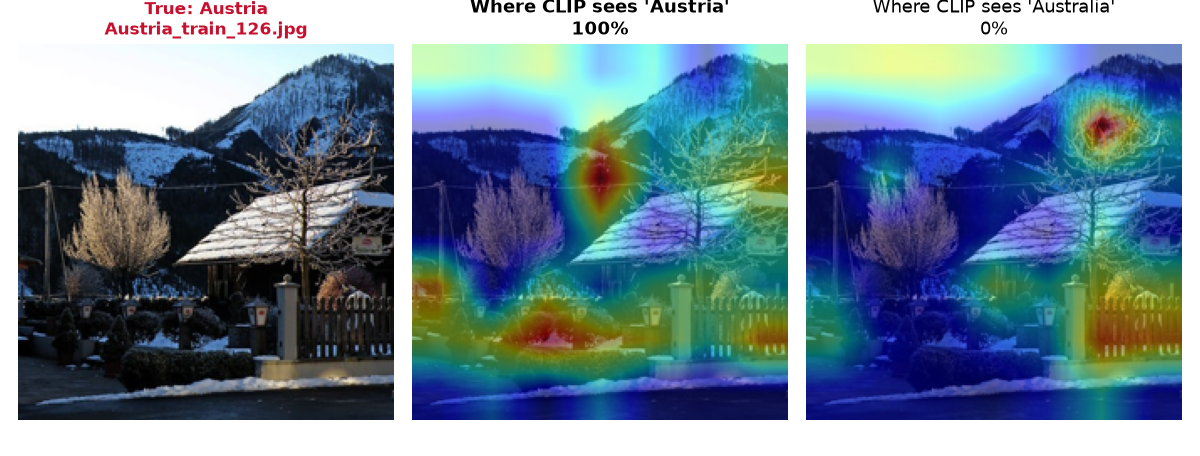 True: Austria
Austria_train_126.jpg
Where CLIP sees 'Austria'
100%
Where CLIP sees 'Australia'
0%